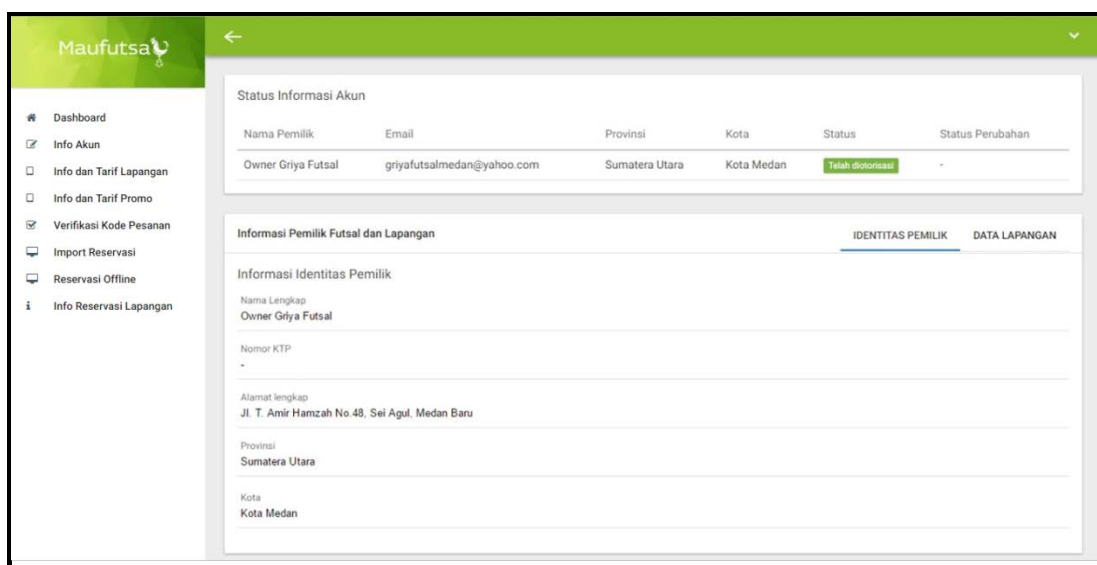 Maufutsal
Dashboard
Info Akun
Info dan Tarif Lapangan
Info dan Tarif Promo
Verifikasi Kode Pesanan
Import Reservasi
Reservasi Offline
Info Reservasi Lapangan
Status Informasi Akun
Nama Pemilik Email Provinsi Kota Status Status Perubahan
Owner Griya Futsal griyafutsalmedan@yahoo.com Sumatera Utara Kota Medan Telah diotorisasi -
Informasi Pemilik Futsal dan Lapangan IDENTITAS PEMILIK DATA LAPANGAN
Informasi Identitas Pemilik
Nama Lengkap
Owner Griya Futsal
Nomor KTP
-
Alamat lengkap
Jl. T. Amir Hamzah No.48, Sei Agul, Medan Baru
Provinsi
Sumatera Utara
Kota
Kota Medan